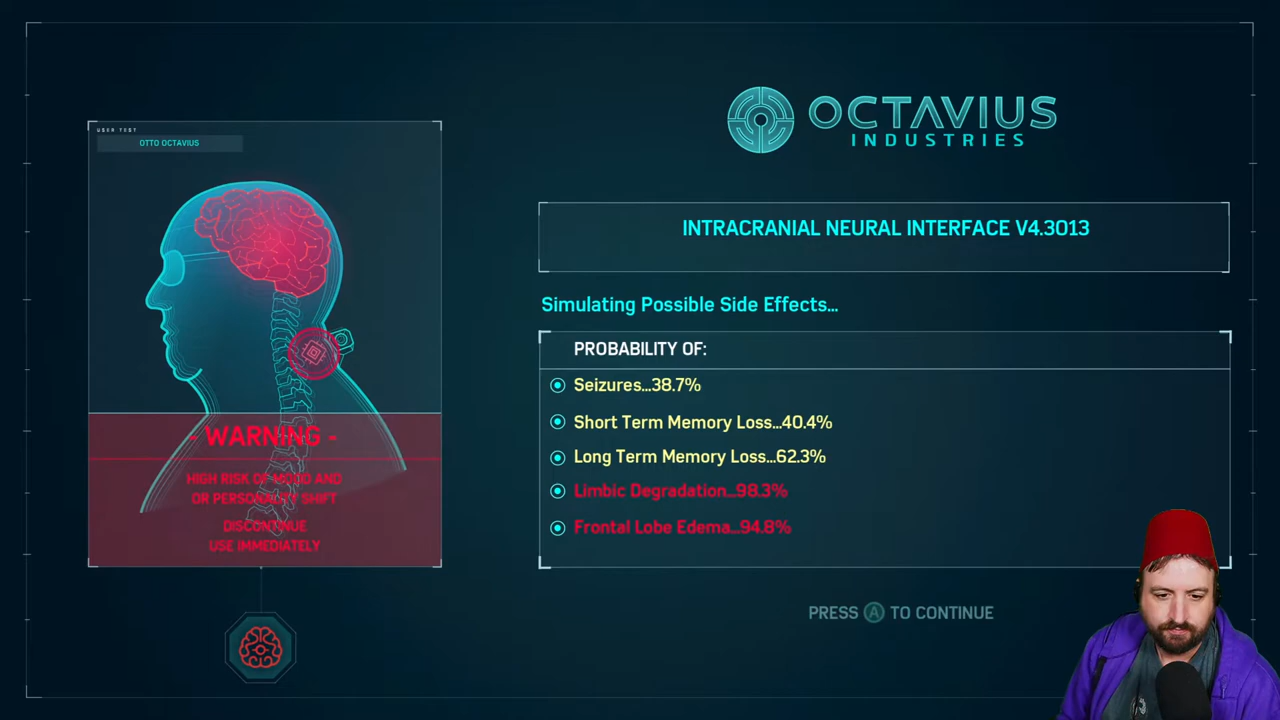 USER TEST
OTTO OCTAVIUS
- WARNING -
HIGH RISK OF MOOD AND
OR PERSONALITY SHIFT
DISCONTINUE
USE IMMEDIATELY
OCTAVIUS
INDUSTRIES
INTRACRANIAL NEURAL INTERFACE V4.3013
Simulating Possible Side Effects...
PROBABILITY OF:
Seizures...38.7%
Short Term Memory Loss...40.4%
Long Term Memory Loss...62.3%
Limbic Degradation...98.3%
Frontal Lobe Edema...94.8%
PRESS A TO CONTINUE